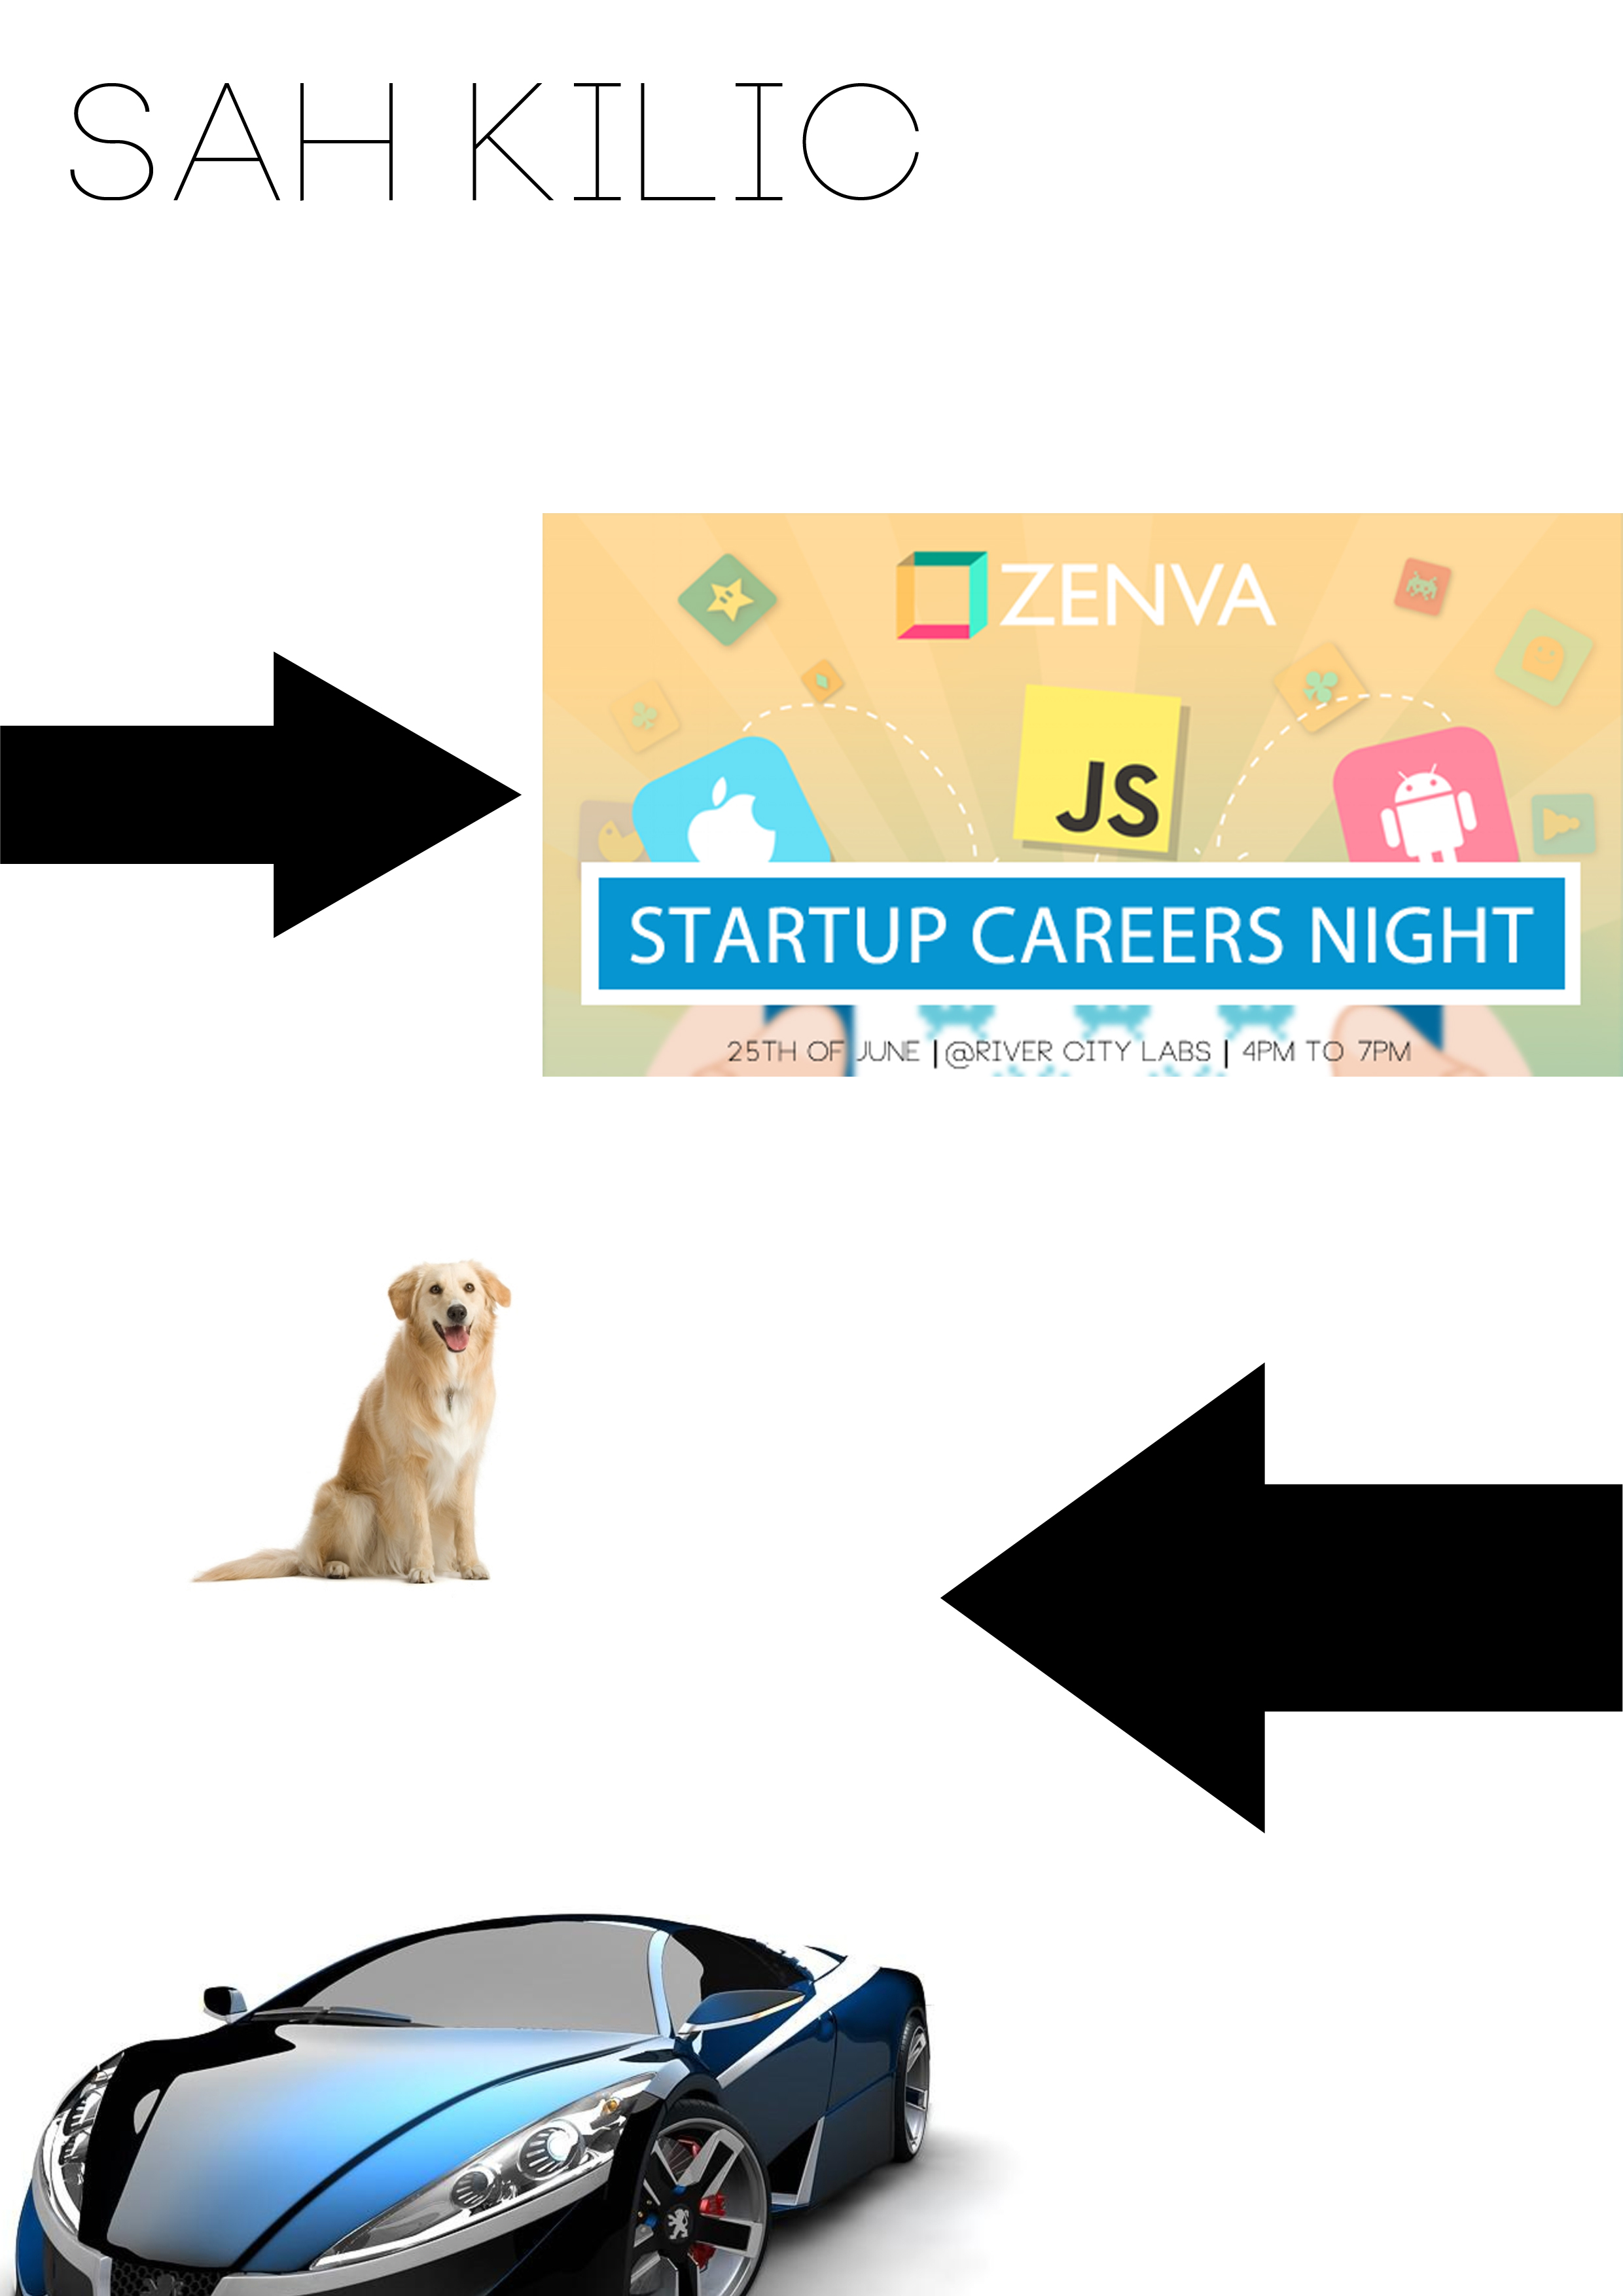 SAH KILIC
ZENVA
JS
STARTUP CAREERS NIGHT
25TH OF JUNE | @RIVER CITY LABS | 4PM TO 7PM